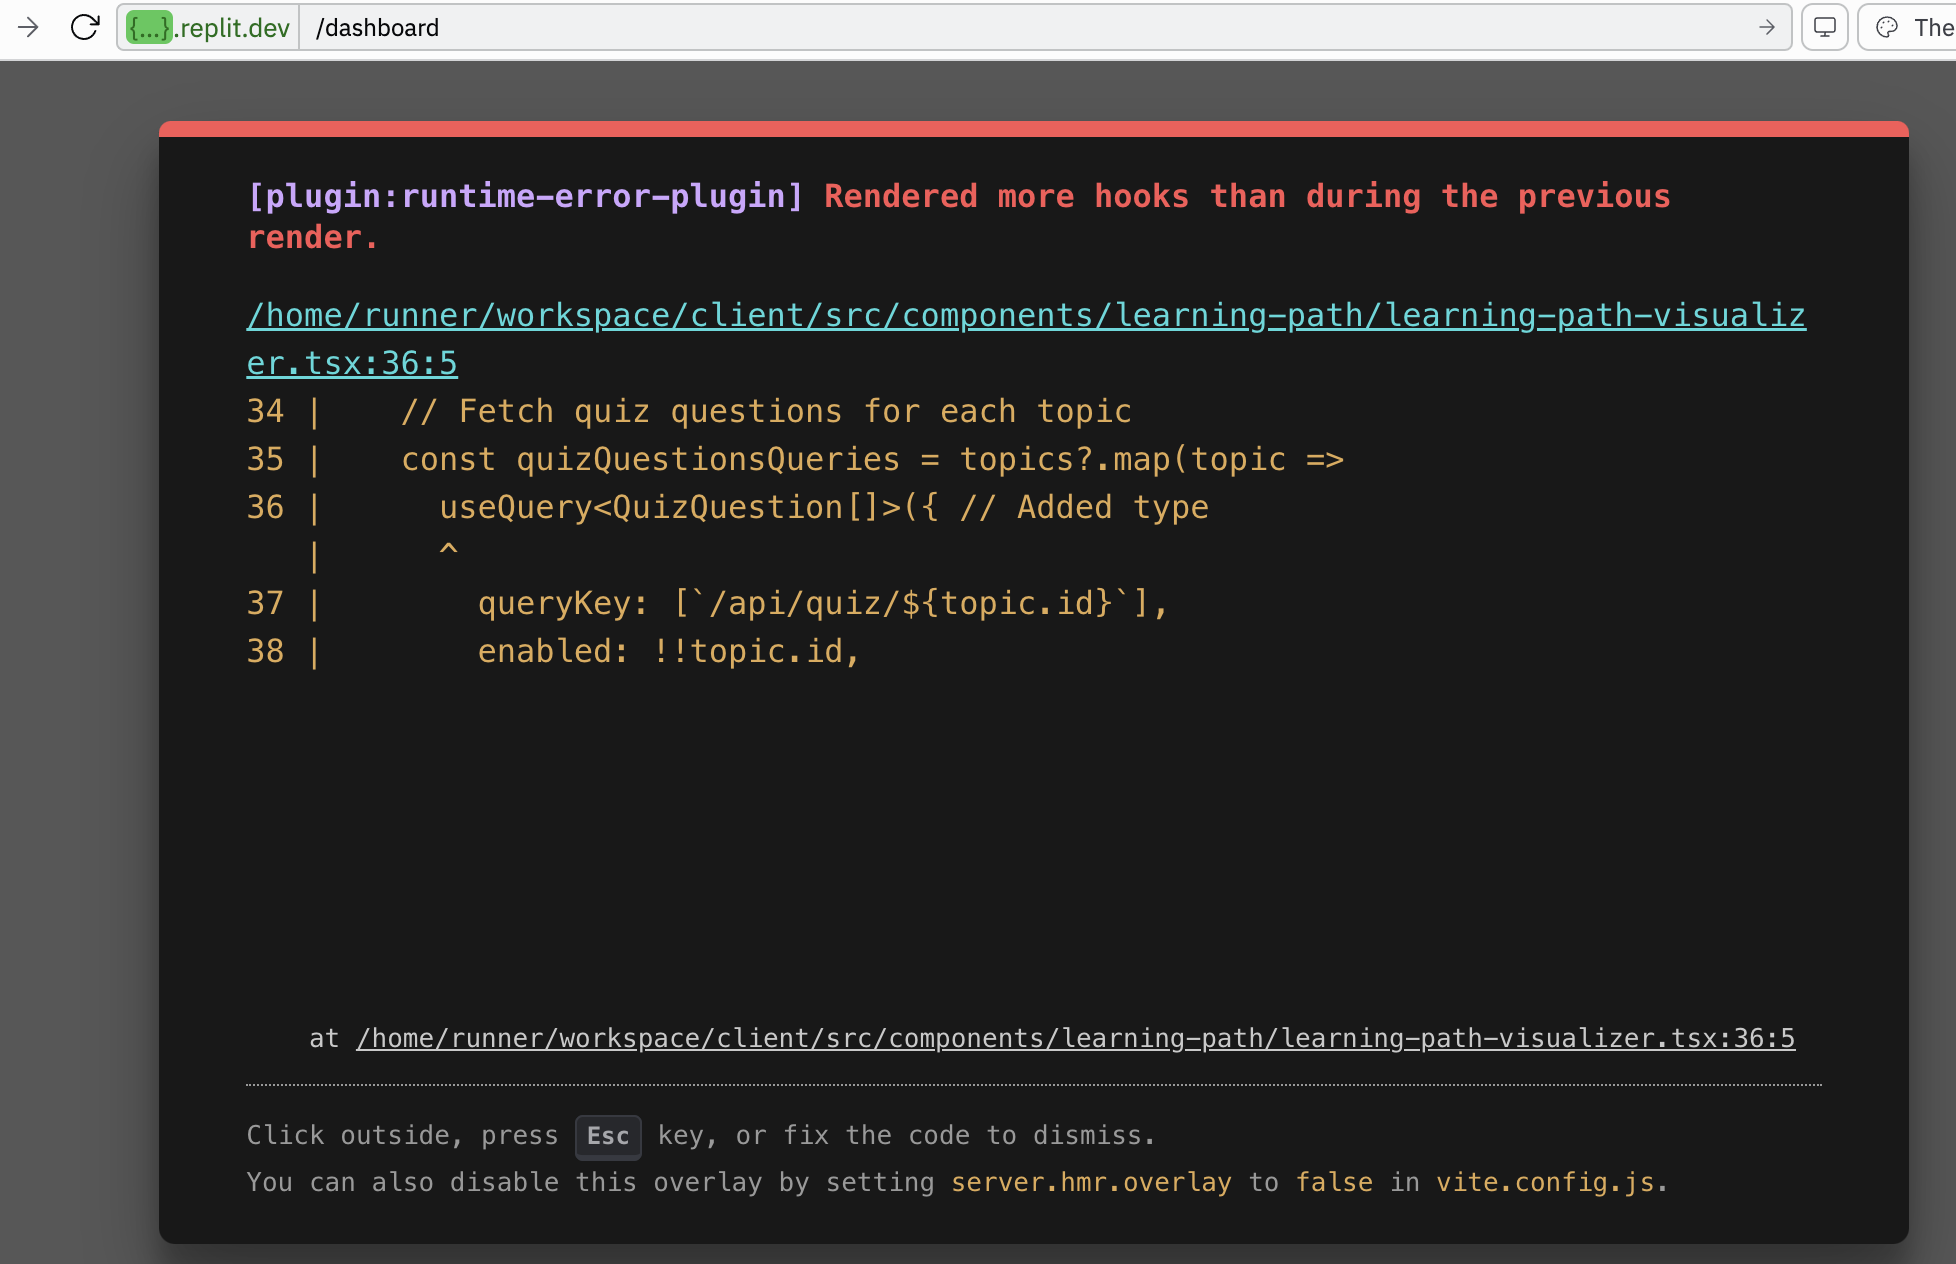 {...}.replit.dev /dashboard The
[plugin:runtime-error-plugin] Rendered more hooks than during the previous
render.
/home/runner/workspace/client/src/components/learning-path/learning-path-visualiz
er.tsx:36:5
34 |    // Fetch quiz questions for each topic
35 |    const quizQuestionsQueries = topics?.map(topic =>
36 |      useQuery<QuizQuestion[]>({ // Added type
   |      ^
37 |        queryKey: [`/api/quiz/${topic.id}`],
38 |        enabled: !!topic.id,
at /home/runner/workspace/client/src/components/learning-path/learning-path-visualizer.tsx:36:5
Click outside, press Esc key, or fix the code to dismiss.
You can also disable this overlay by setting server.hmr.overlay to false in vite.config.js.